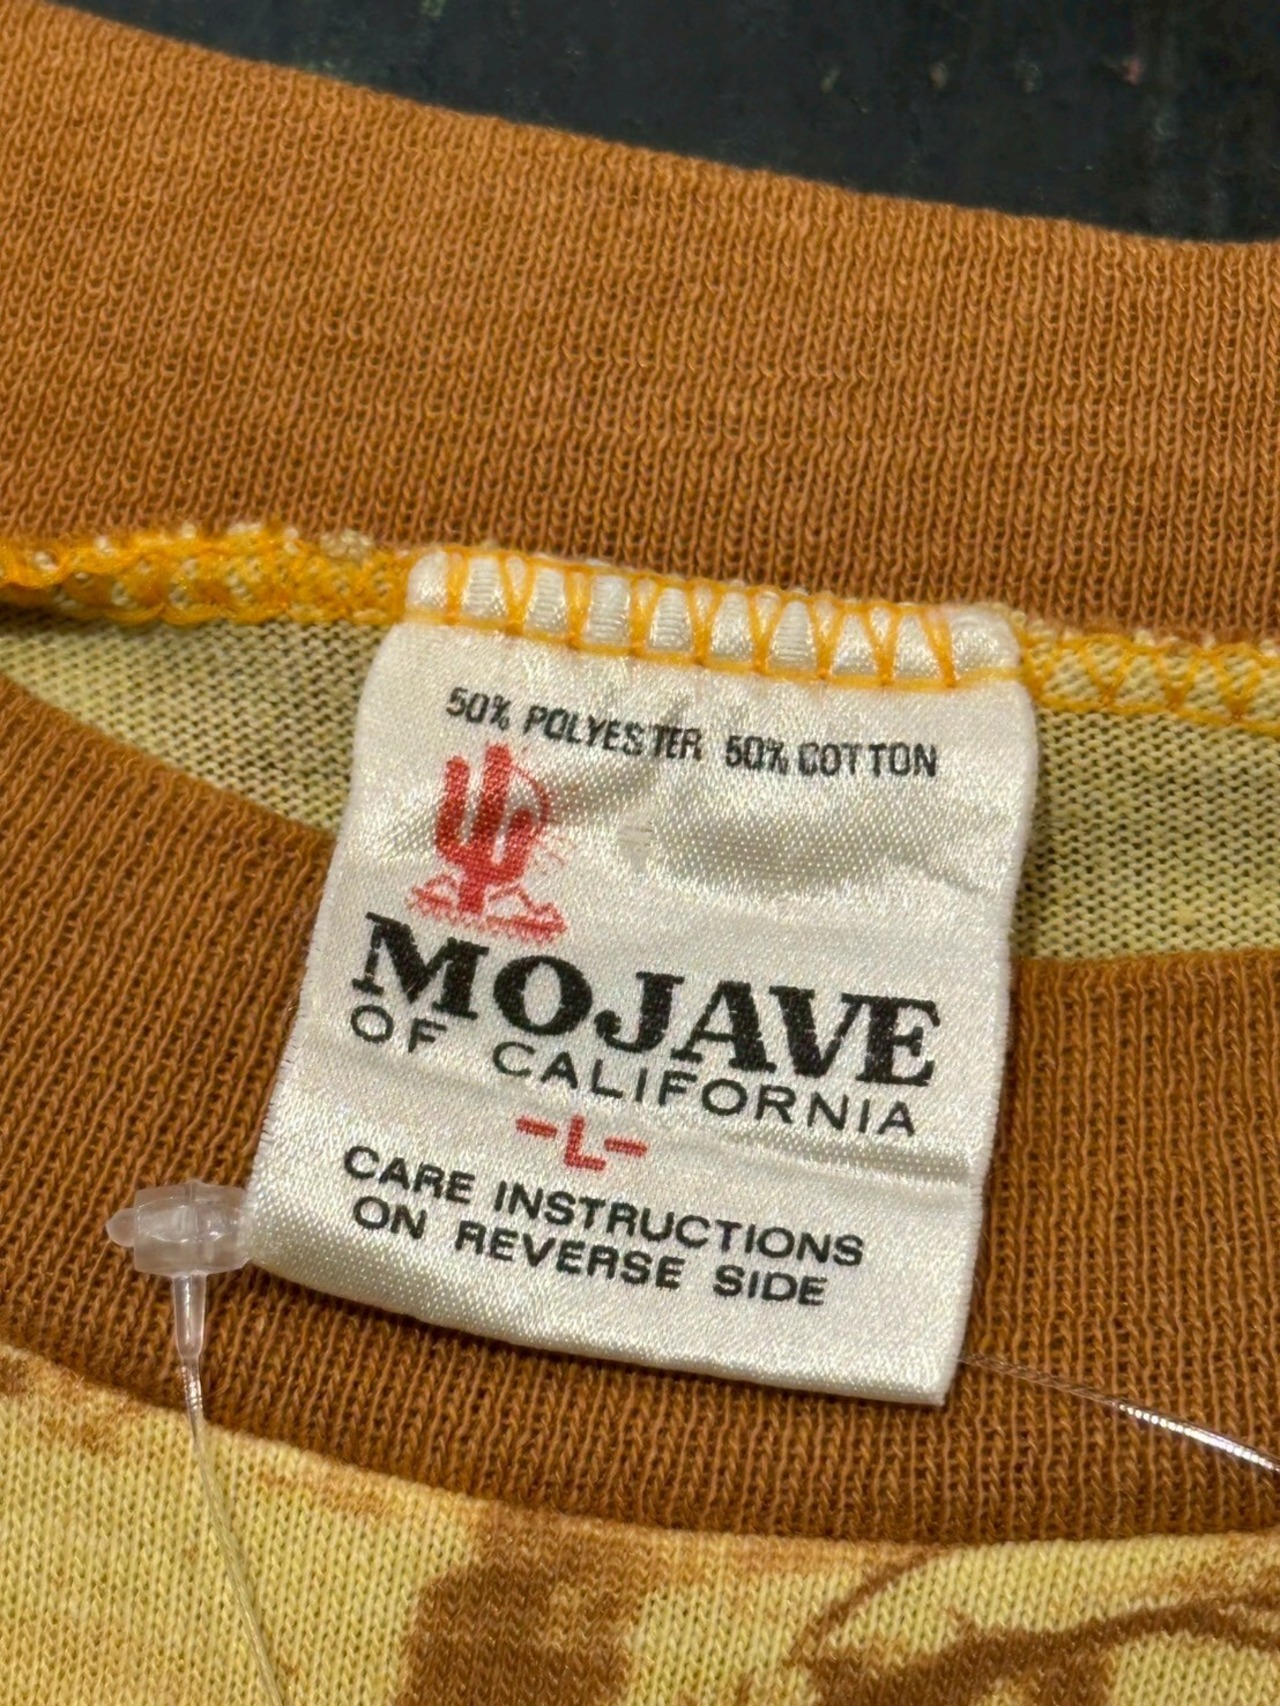 50% POLYESTER 50% COTTON
MOJAVE
OF CALIFORNIA
-L-
CARE INSTRUCTIONS
ON REVERSE SIDE